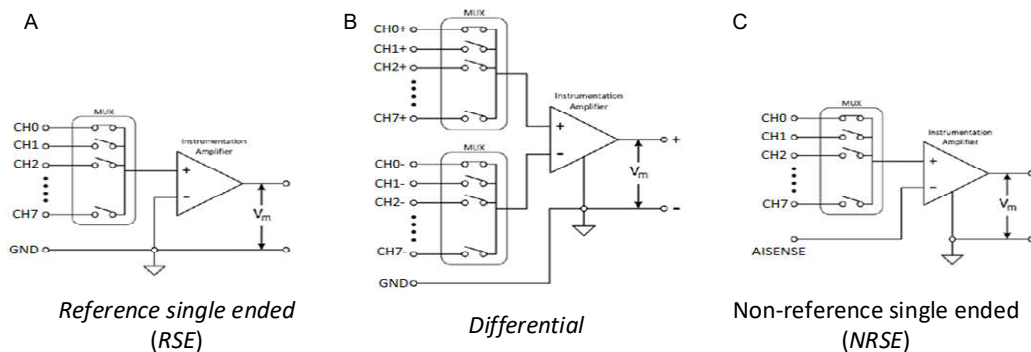 A
MUX
CH0
CH1
CH2
CH7
GND
Instrumentation
Amplifier
+
-
Vm
Reference single ended
(RSE)
B
CH0+
CH1+
CH2+
CH7+
MUX
MUX
CH0-
CH1-
CH2-
CH7-
GND
Instrumentation
Amplifier
+
-
Vm
+
-
Differential
C
MUX
CH0
CH1
CH2
CH7
AISENSE
Instrumentation
Amplifier
+
-
Vm
Non-reference single ended
(NRSE)